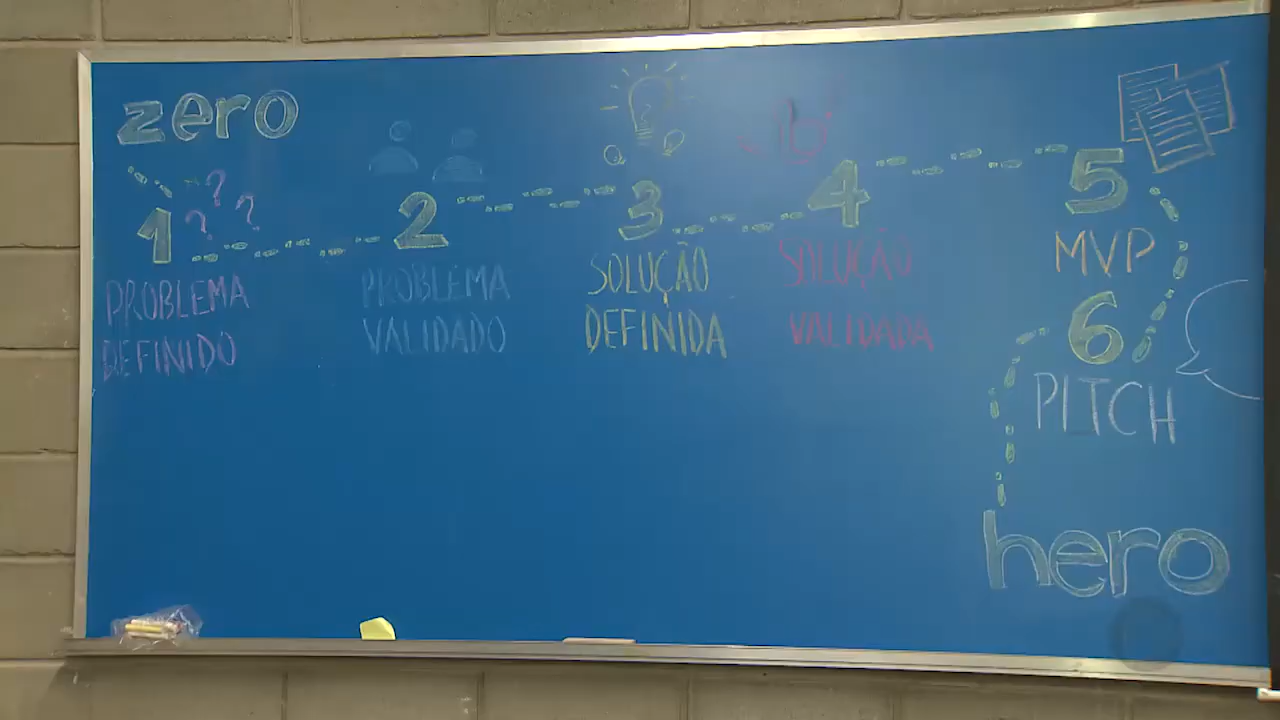 zero
1
? ? ?
PROBLEMA
DEFINIDO
2
PROBLEMA
VALIDADO
3
SOLUÇÃO
DEFINIDA
4
SOLUÇÃO
VALIDADA
5
MVP
6
PITCH
hero